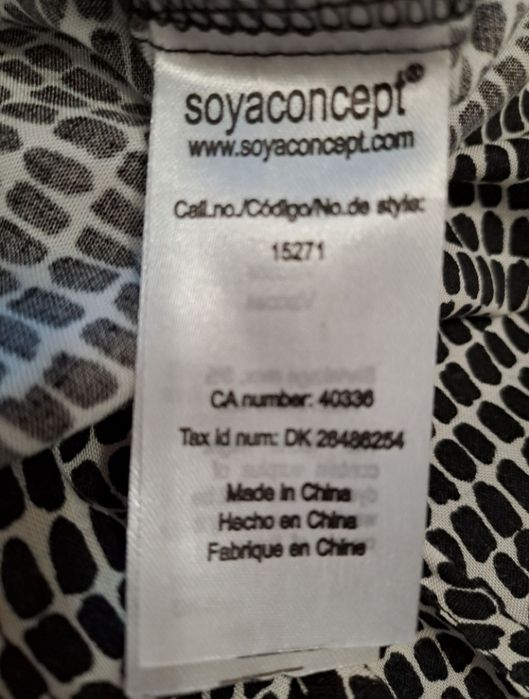 soyaconcept®
www.soyaconcept.com
Call.no./Código/No.de style:
15271
CA number: 40336
Tax id num: DK 26486254
Made in China
Hecho en China
Fabrique en Chine